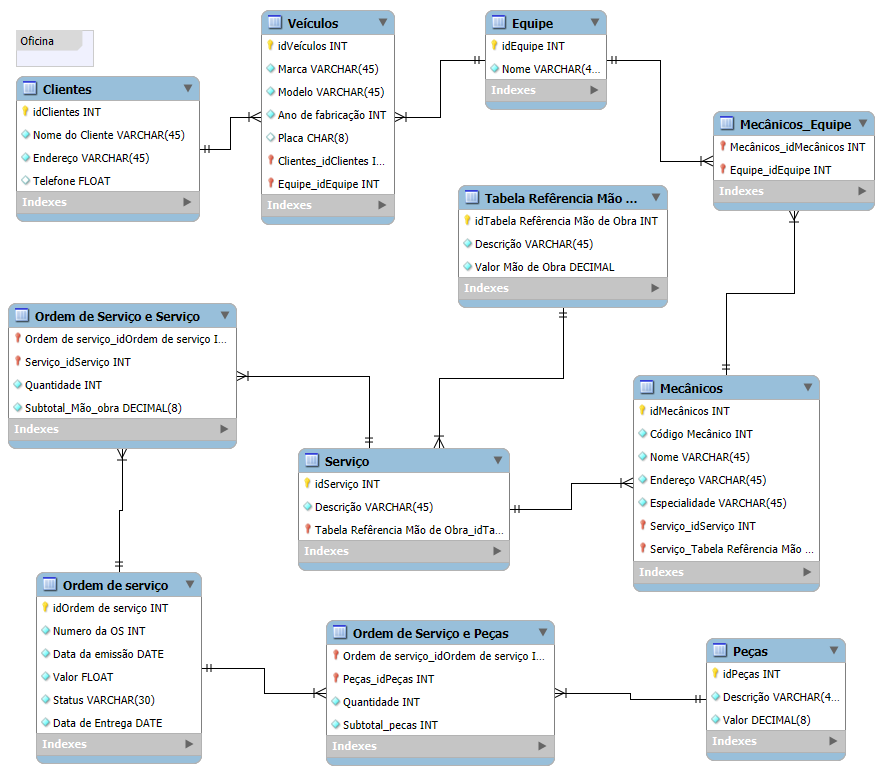 Oficina
Clientes
idClientes INT
Nome do Cliente VARCHAR(45)
Endereço VARCHAR(45)
Telefone FLOAT
Indexes
Veículos
idVeículos INT
Marca VARCHAR(45)
Modelo VARCHAR(45)
Ano de fabricação INT
Placa CHAR(8)
Clientes_idClientes I...
Equipe_idEquipe INT
Indexes
Equipe
idEquipe INT
Nome VARCHAR(4...
Indexes
Mecânicos_Equipe
Mecânicos_idMecânicos INT
Equipe_idEquipe INT
Indexes
Tabela Refêrencia Mão ...
idTabela Refêrencia Mão de Obra INT
Descrição VARCHAR(45)
Valor Mão de Obra DECIMAL
Indexes
Ordem de Serviço e Serviço
Ordem de serviço_idOrdem de serviço I...
Serviço_idServiço INT
Quantidade INT
Subtotal_Mão_obra DECIMAL(8)
Indexes
Serviço
idServiço INT
Descrição VARCHAR(45)
Tabela Refêrencia Mão de Obra_idTa...
Indexes
Mecânicos
idMecânicos INT
Código Mecânico INT
Nome VARCHAR(45)
Endereço VARCHAR(45)
Especialidade VARCHAR(45)
Serviço_idServiço INT
Serviço_Tabela Refêrencia Mão ...
Indexes
Ordem de serviço
idOrdem de serviço INT
Numero da OS INT
Data da emissão DATE
Valor FLOAT
Status VARCHAR(30)
Data de Entrega DATE
Indexes
Ordem de Serviço e Peças
Ordem de serviço_idOrdem de serviço I...
Peças_idPeças INT
Quantidade INT
Subtotal_pecas INT
Indexes
Peças
idPeças INT
Descrição VARCHAR(4...
Valor DECIMAL(8)
Indexes